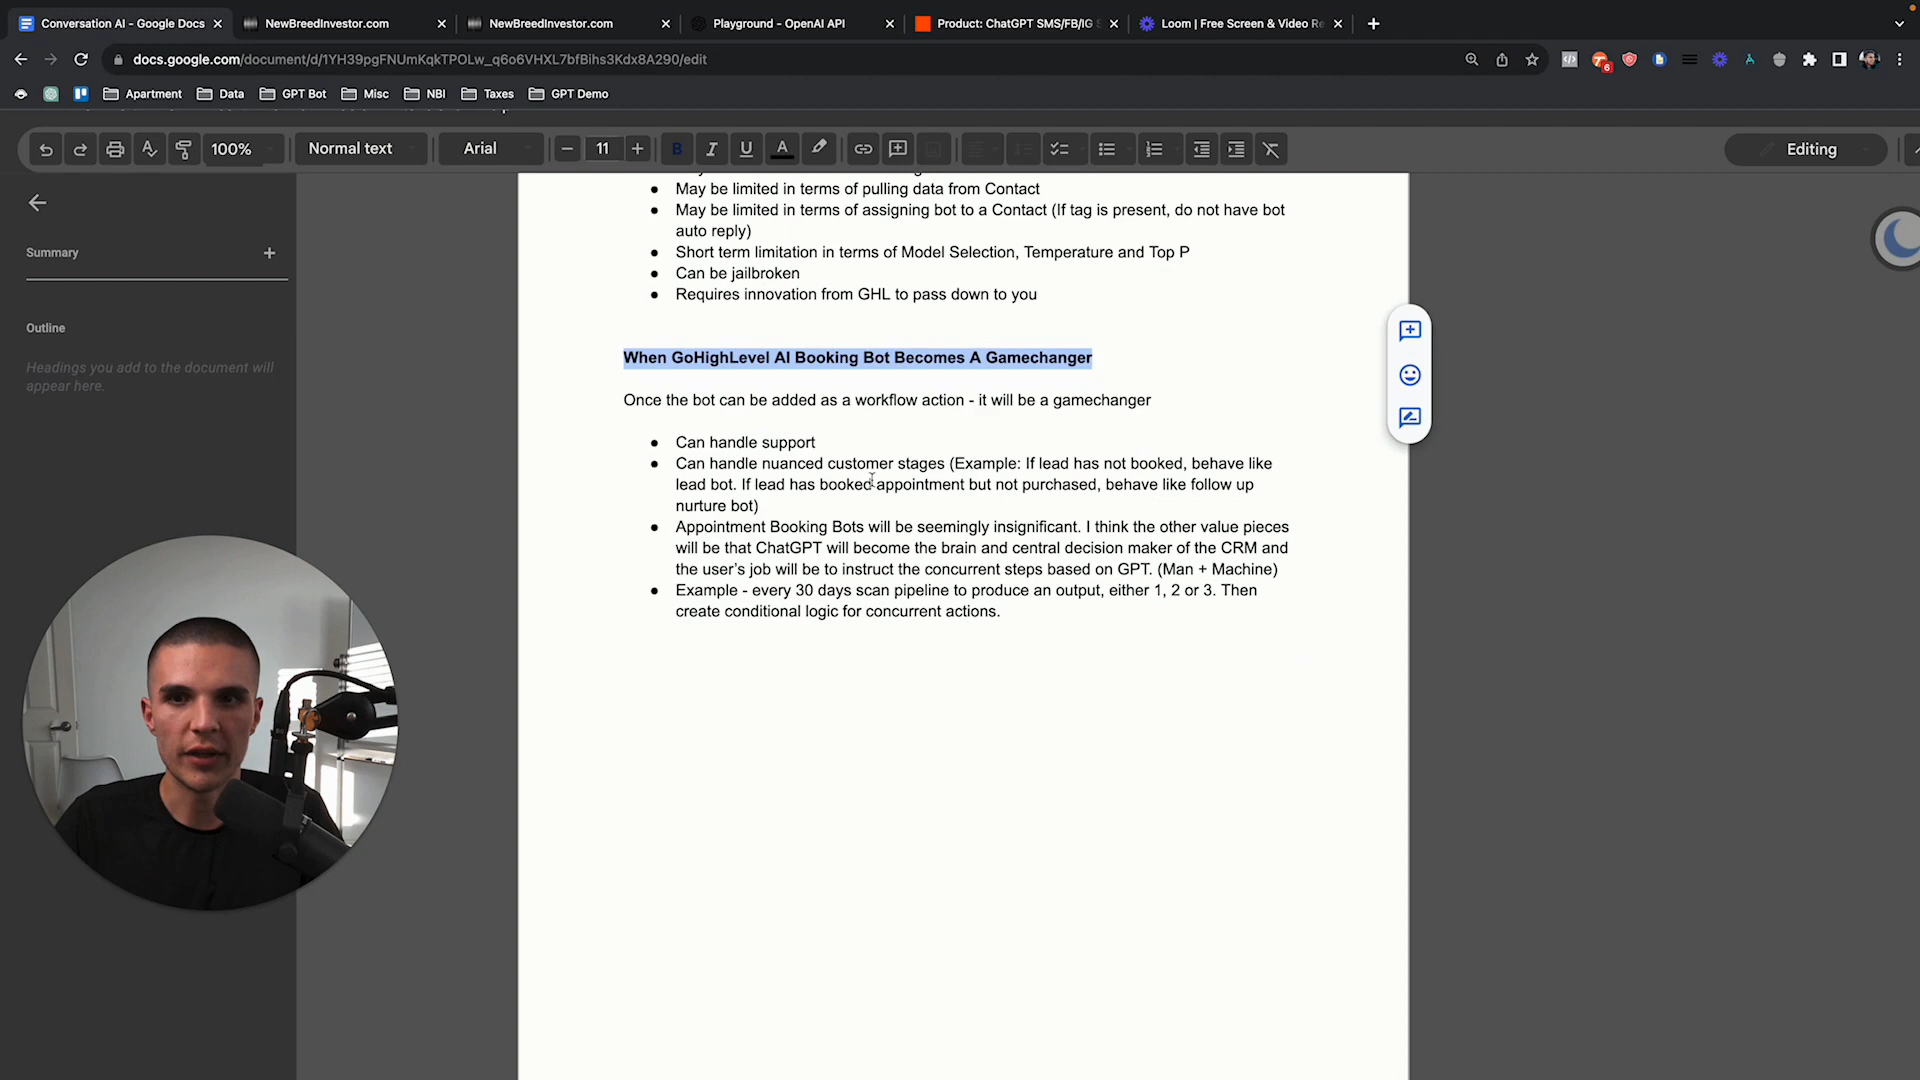 Conversation AI - Google Docs
NewBreedInvestor.com
NewBreedInvestor.com
Playground - OpenAI API
Product: ChatGPT SMS/FB/IG S
Loom | Free Screen & Video Re
docs.google.com/document/d/1YH39pgFNUmKqkTPOLw_q6o6VHXL7bfBihs3Kdx8A290/edit
6
Apartment
Data
GPT Bot
Misc
NBI
Taxes
GPT Demo
100%
Normal text
Arial
11
B
I
U
A
Editing
Summary
Outline
Headings you add to the document will
appear here.
● May be limited in terms of pulling data from Contact
● May be limited in terms of assigning bot to a Contact (If tag is present, do not have bot
auto reply)
● Short term limitation in terms of Model Selection, Temperature and Top P
● Can be jailbroken
● Requires innovation from GHL to pass down to you
When GoHighLevel AI Booking Bot Becomes A Gamechanger
Once the bot can be added as a workflow action - it will be a gamechanger
● Can handle support
● Can handle nuanced customer stages (Example: If lead has not booked, behave like
lead bot. If lead has booked appointment but not purchased, behave like follow up
nurture bot)
● Appointment Booking Bots will be seemingly insignificant. I think the other value pieces
will be that ChatGPT will become the brain and central decision maker of the CRM and
the user's job will be to instruct the concurrent steps based on GPT. (Man + Machine)
● Example - every 30 days scan pipeline to produce an output, either 1, 2 or 3. Then
create conditional logic for concurrent actions.